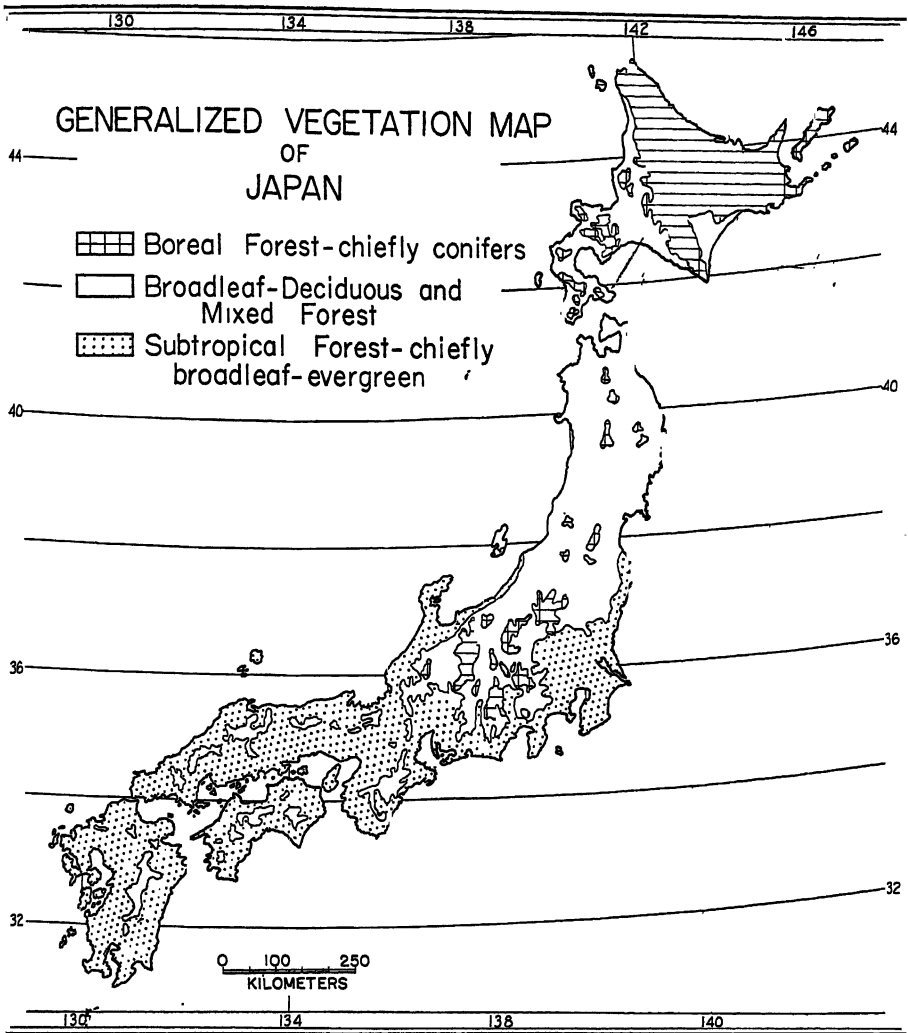 130 134 138 142 146
GENERALIZED VEGETATION MAP
OF
JAPAN
44
44
Boreal Forest-chiefly conifers
Broadleaf-Deciduous and
Mixed Forest
Subtropical Forest-chiefly
broadleaf-evergreen
40
40
36
36
32
32
0 100 250
KILOMETERS
130 134 138 140